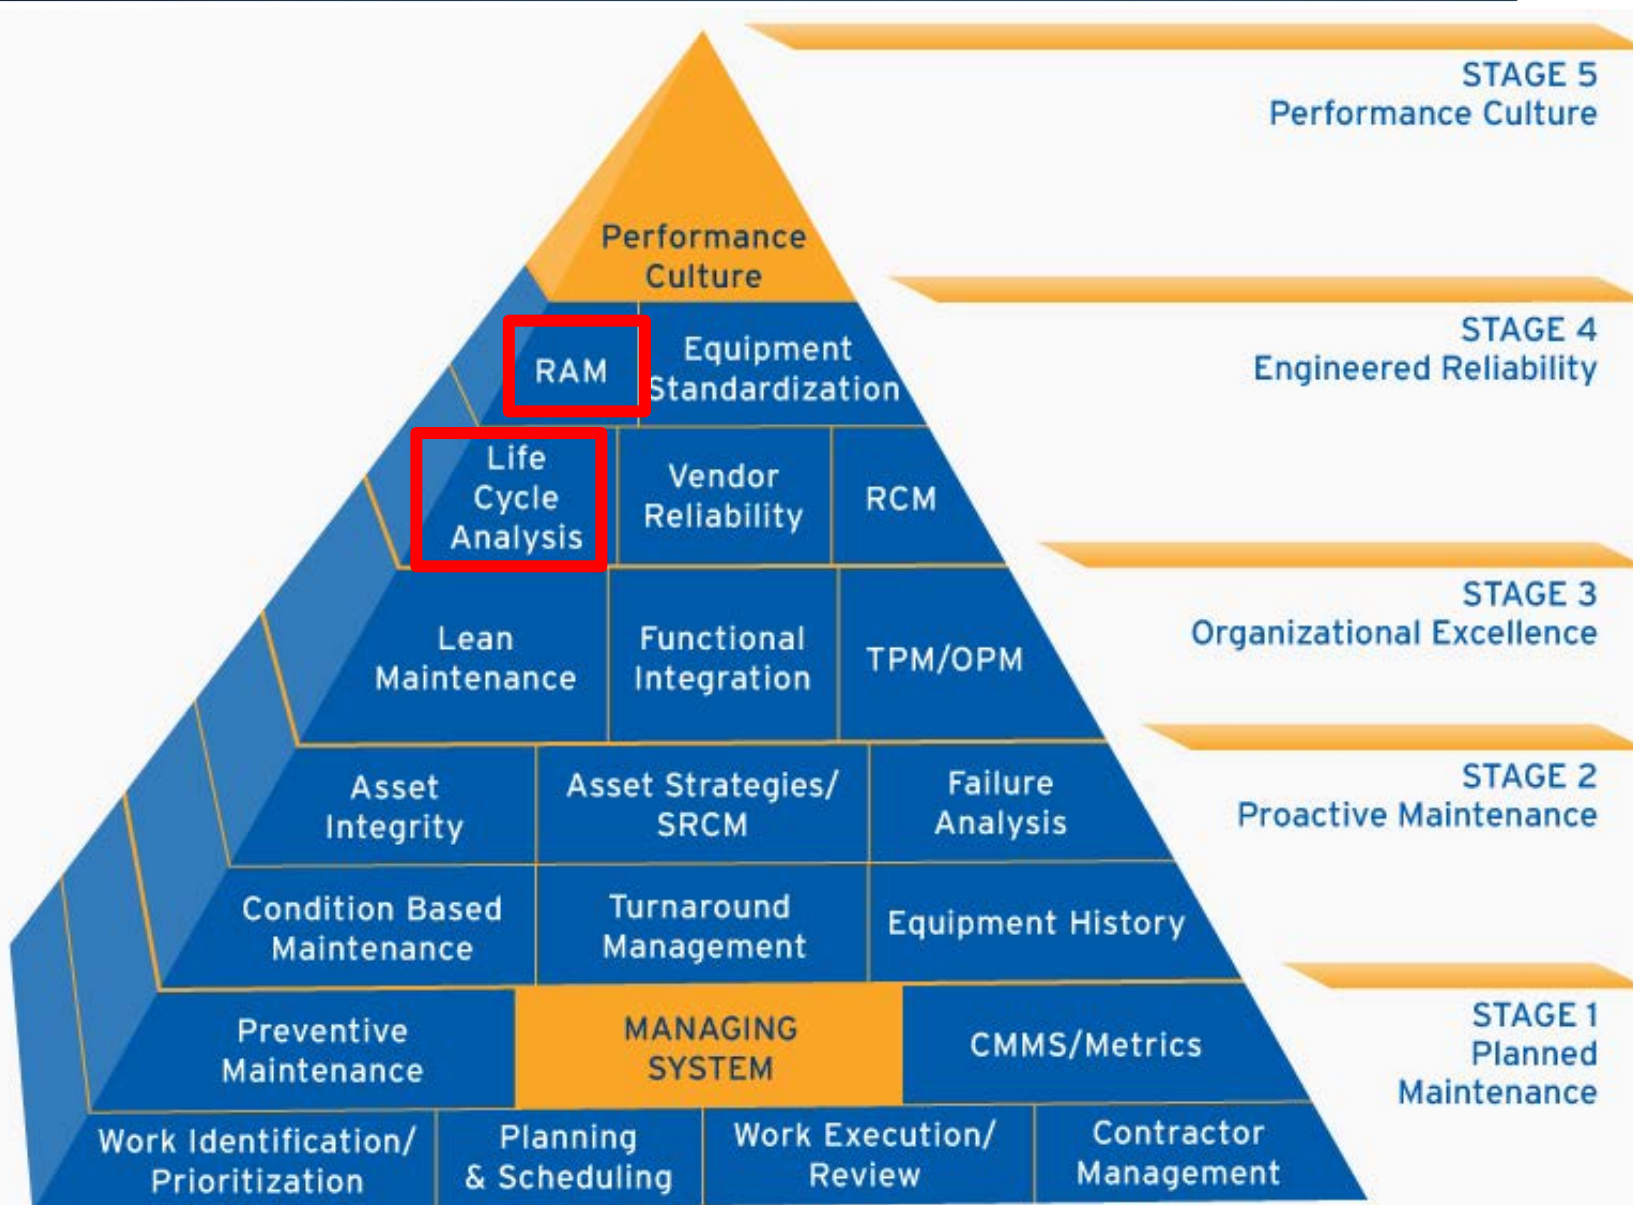 STAGE 5
Performance Culture
Performance
Culture
STAGE 4
Engineered Reliability
RAM
Equipment
Standardization
Life
Cycle
Analysis
Vendor
Reliability
RCM
STAGE 3
Organizational Excellence
Lean
Maintenance
Functional
Integration
TPM/OPM
STAGE 2
Proactive Maintenance
Asset
Integrity
Asset Strategies/
SRCM
Failure
Analysis
Condition Based
Maintenance
Turnaround
Management
Equipment History
STAGE 1
Planned
Maintenance
Preventive
Maintenance
MANAGING
SYSTEM
CMMS/Metrics
Work Identification/
Prioritization
Planning
& Scheduling
Work Execution/
Review
Contractor
Management